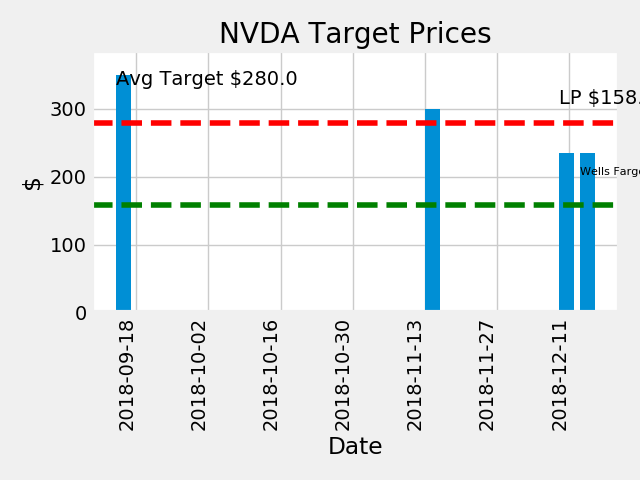 NVDA Target Prices
Avg Target $280.0
LP $158.
Wells Fargo
$
300
200
100
0
2018-09-18
2018-10-02
2018-10-16
2018-10-30
2018-11-13
2018-11-27
2018-12-11
Date